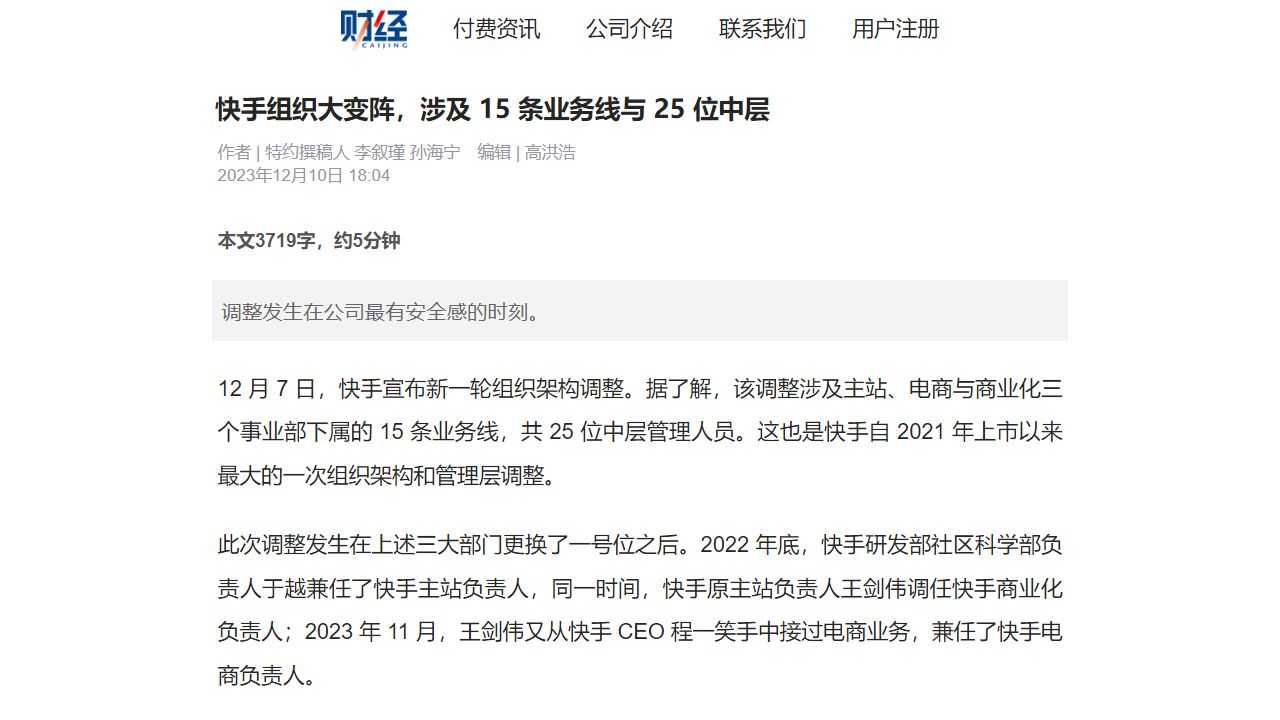 财经 付费资讯 公司介绍 联系我们 用户注册
CAIJING
快手组织大变阵，涉及 15 条业务线与 25 位中层
作者 | 特约撰稿人 李叙瑾 孙海宁 编辑 | 高洪浩
2023年12月10日 18:04
本文3719字，约5分钟
调整发生在公司最有安全感的时刻。
12 月 7 日，快手宣布新一轮组织架构调整。据了解，该调整涉及主站、电商与商业化三
个事业部下属的 15 条业务线，共 25 位中层管理人员。这也是快手自 2021 年上市以来
最大的一次组织架构和管理层调整。
此次调整发生在上述三大部门更换了一号位之后。2022 年底，快手研发部社区科学部负
责人于越兼任了快手主站负责人，同一时间，快手原主站负责人王剑伟调任快手商业化
负责人；2023 年 11 月，王剑伟又从快手 CEO 程一笑手中接过电商业务，兼任了快手电
商负责人。